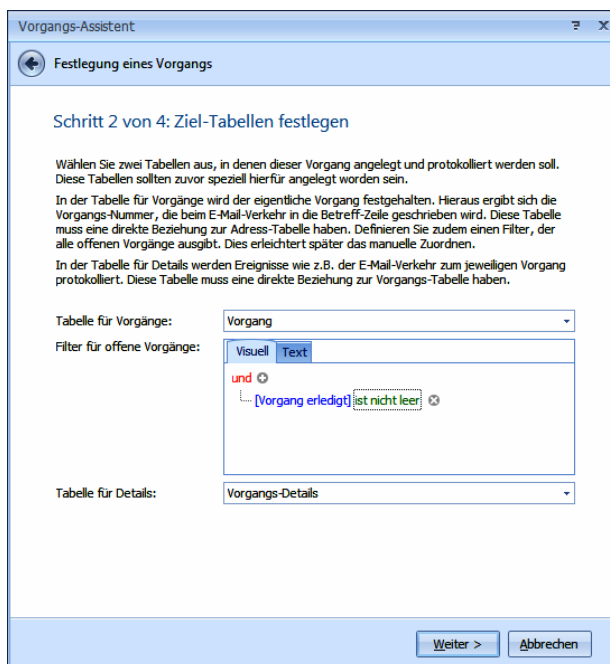 Vorgangs-Assistent
Festlegung eines Vorgangs
Schritt 2 von 4: Ziel-Tabellen festlegen
Wählen Sie zwei Tabellen aus, in denen dieser Vorgang angelegt und protokolliert werden soll.
Diese Tabellen sollten zuvor speziell hierfür angelegt worden sein.
In der Tabelle für Vorgänge wird der eigentliche Vorgang festgehalten. Hieraus ergibt sich die
Vorgangs-Nummer, die beim E-Mail-Verkehr in die Betreff-Zeile geschrieben wird. Diese Tabelle
muss eine direkte Beziehung zur Adress-Tabelle haben. Definieren Sie zudem einen Filter, der
alle offenen Vorgänge ausgibt. Dies erleichtert später das manuelle Zuordnen.
In der Tabelle für Details werden Ereignisse wie z.B. der E-Mail-Verkehr zum jeweiligen Vorgang
protokolliert. Diese Tabelle muss eine direkte Beziehung zur Vorgangs-Tabelle haben.
Tabelle für Vorgänge: Vorgang
Filter für offene Vorgänge: Visuell Text
und
[Vorgang erledigt] ist nicht leer
Tabelle für Details: Vorgangs-Details
Weiter > Abbrechen